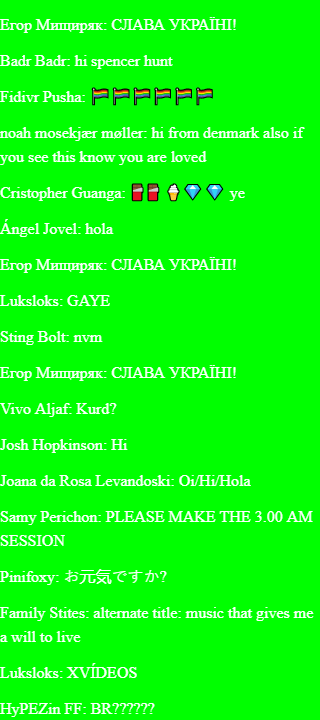 Егор Мищиряк: СЛАВА УКРАЇНІ!
Badr Badr: hi spencer hunt
Fidivr Pusha: 🏳️‍🌈🏳️‍🌈🏳️‍🌈🏳️‍🌈🏳️‍🌈🏳️‍🌈
noah mosekjær møller: hi from denmark also if
you see this know you are loved
Cristopher Guanga: 🧧🧧🍦💎💎 ye
Ángel Jovel: hola
Егор Мищиряк: СЛАВА УКРАЇНІ!
Luksloks: GAYE
Sting Bolt: nvm
Егор Мищиряк: СЛАВА УКРАЇНІ!
Vivo Aljaf: Kurd?
Josh Hopkinson: Hi
Joana da Rosa Levandoski: Oi/Hi/Hola
Samy Perichon: PLEASE MAKE THE 3.00 AM
SESSION
Pinifoxy: お元気ですか?
Family Stites: alternate title: music that gives me
a will to live
Luksloks: XVÍDEOS
HyPEZin FF: BR??????